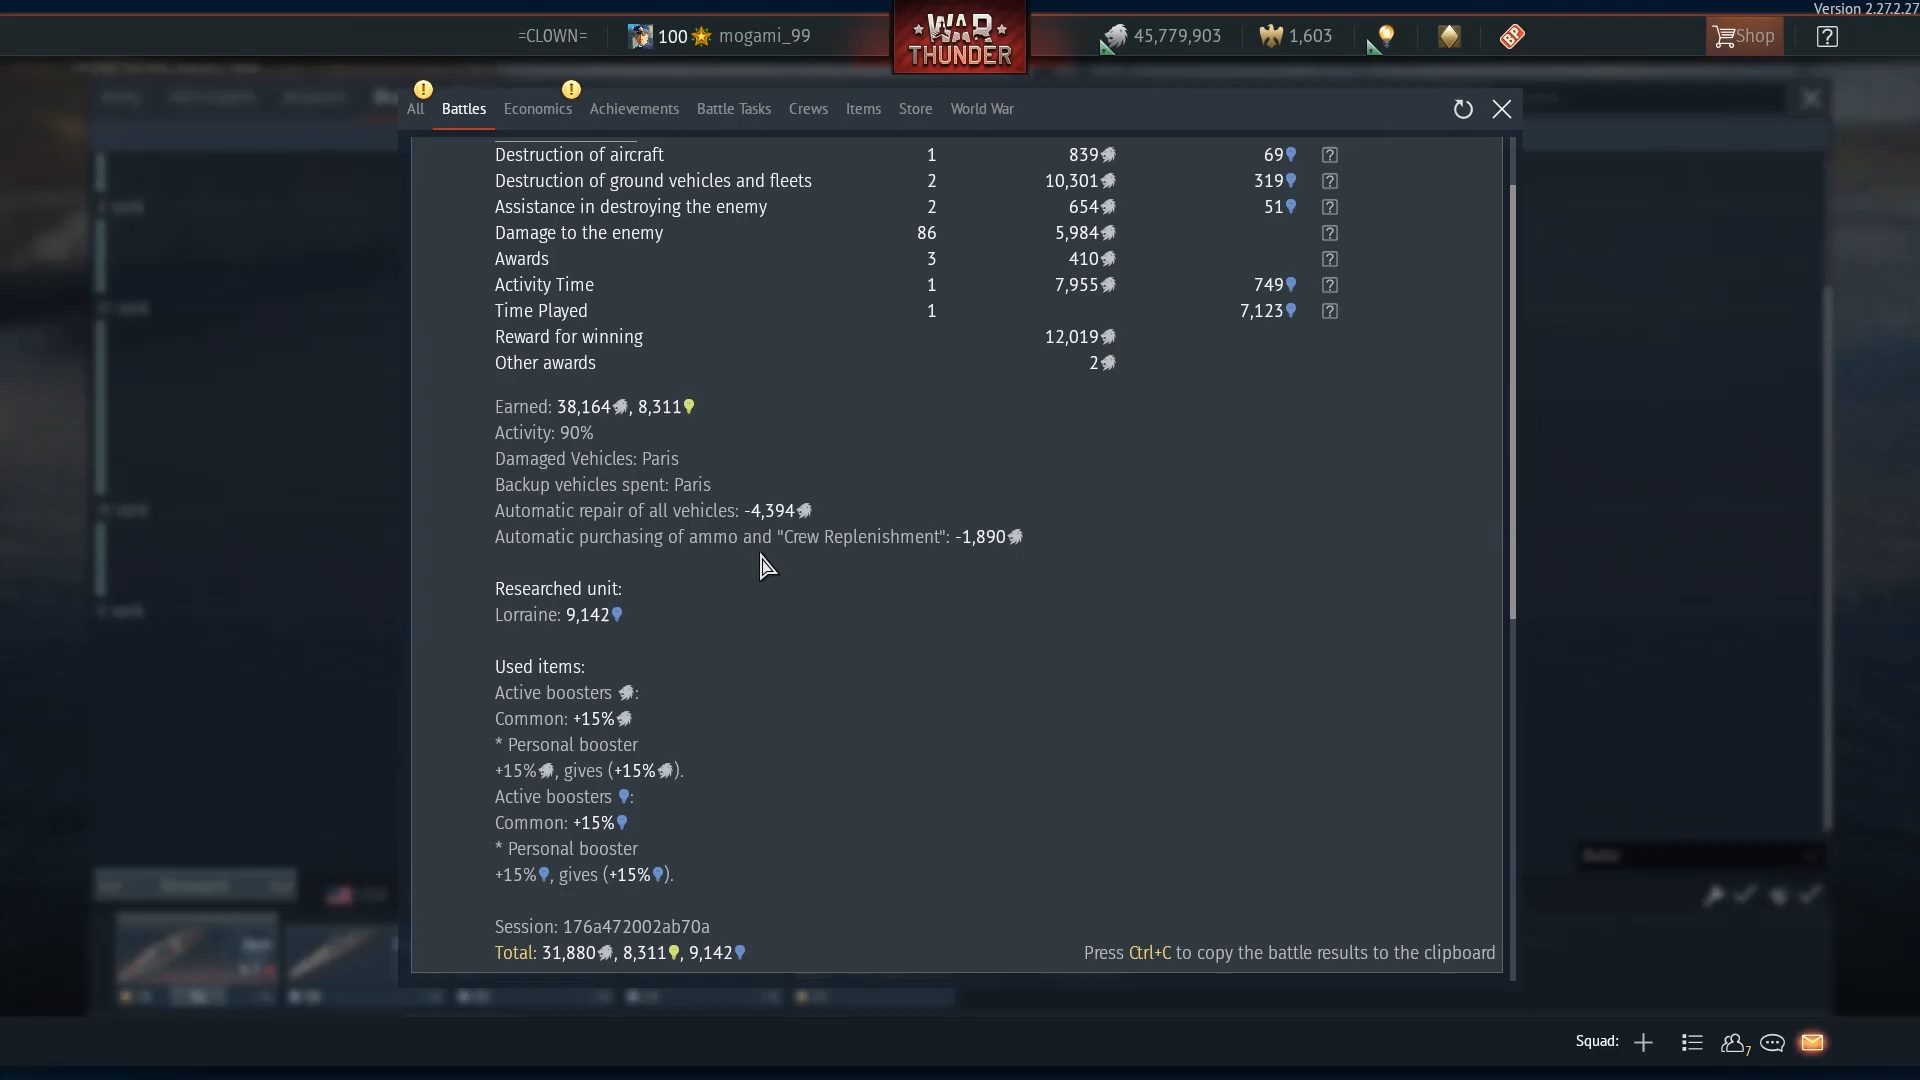 Version 2.27.2.27
=CLOWN= 100 mogami_99 WAR THUNDER 45,779,903 1,603 BP Shop ?
All Battles Economics Achievements Battle Tasks Crews Items Store World War
Destruction of aircraft 1 839 69 ?
Destruction of ground vehicles and fleets 2 10,301 319 ?
Assistance in destroying the enemy 2 654 51 ?
Damage to the enemy 86 5,984 ?
Awards 3 410 ?
Activity Time 1 7,955 749 ?
Time Played 1 7,123 ?
Reward for winning 12,019
Other awards 2
Earned: 38,164, 8,311
Activity: 90%
Damaged Vehicles: Paris
Backup vehicles spent: Paris
Automatic repair of all vehicles: -4,394
Automatic purchasing of ammo and "Crew Replenishment": -1,890
Researched unit:
Lorraine: 9,142
Used items:
Active boosters :
Common: +15%
* Personal booster
+15%, gives (+15%).
Active boosters :
Common: +15%
* Personal booster
+15%, gives (+15%).
Session: 176a472002ab70a
Total: 31,880, 8,311, 9,142 Press Ctrl+C to copy the battle results to the clipboard
Squad: 7